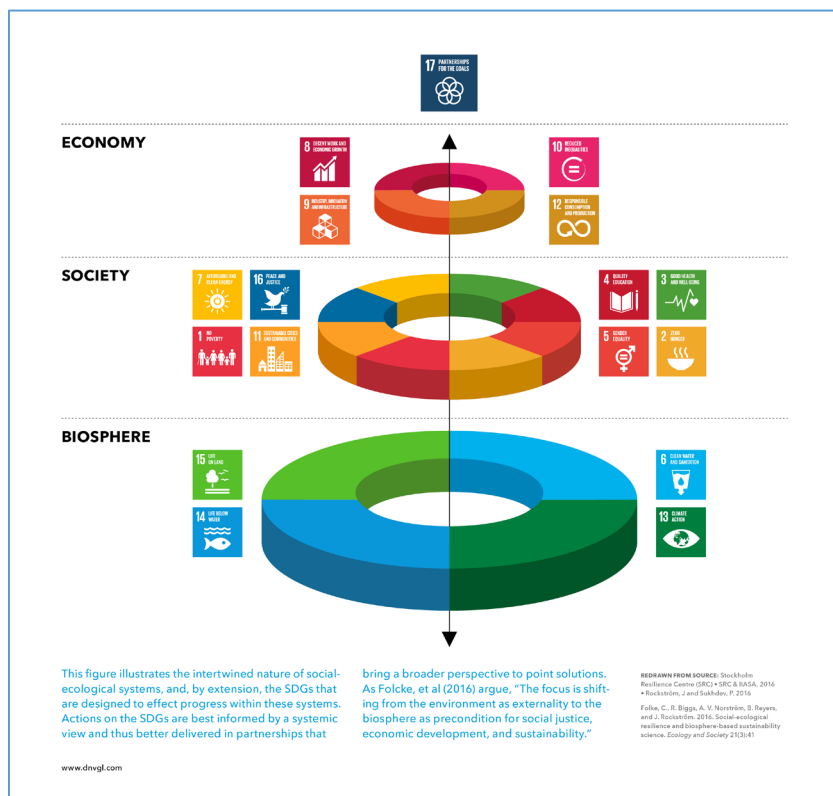 17 PARTNERSHIPS
FOR THE GOALS
ECONOMY
8 DECENT WORK AND
ECONOMIC GROWTH
10 REDUCED
INEQUALITIES
9 INDUSTRY, INNOVATION
AND INFRASTRUCTURE
12 RESPONSIBLE
CONSUMPTION
AND PRODUCTION
SOCIETY
7 AFFORDABLE AND
CLEAN ENERGY
16 PEACE AND
JUSTICE
4 QUALITY
EDUCATION
3 GOOD HEALTH
AND WELL-BEING
1 NO
POVERTY
11 SUSTAINABLE CITIES
AND COMMUNITIES
5 GENDER
EQUALITY
2 ZERO
HUNGER
BIOSPHERE
15 LIFE
ON LAND
6 CLEAN WATER
AND SANITATION
14 LIFE BELOW
WATER
13 CLIMATE
ACTION
This figure illustrates the intertwined nature of social-
ecological systems, and, by extension, the SDGs that
are designed to effect progress within these systems.
Actions on the SDGs are best informed by a systemic
view and thus better delivered in partnerships that
bring a broader perspective to point solutions.
As Folcke, et al (2016) argue, “The focus is shift-
ing from the environment as externality to the
biosphere as precondition for social justice,
economic development, and sustainability.”
REDRAWN FROM SOURCE: Stockholm
Resilience Centre (SRC) • SRC & IIASA, 2016
• Rockström, J and Sukhdev, P. 2016
Folke, C., R. Biggs, A. V. Norström, B. Reyers,
and J. Rockström. 2016. Social-ecological
resilience and biosphere-based sustainability
science. Ecology and Society 21(3):41
www.dnvgl.com